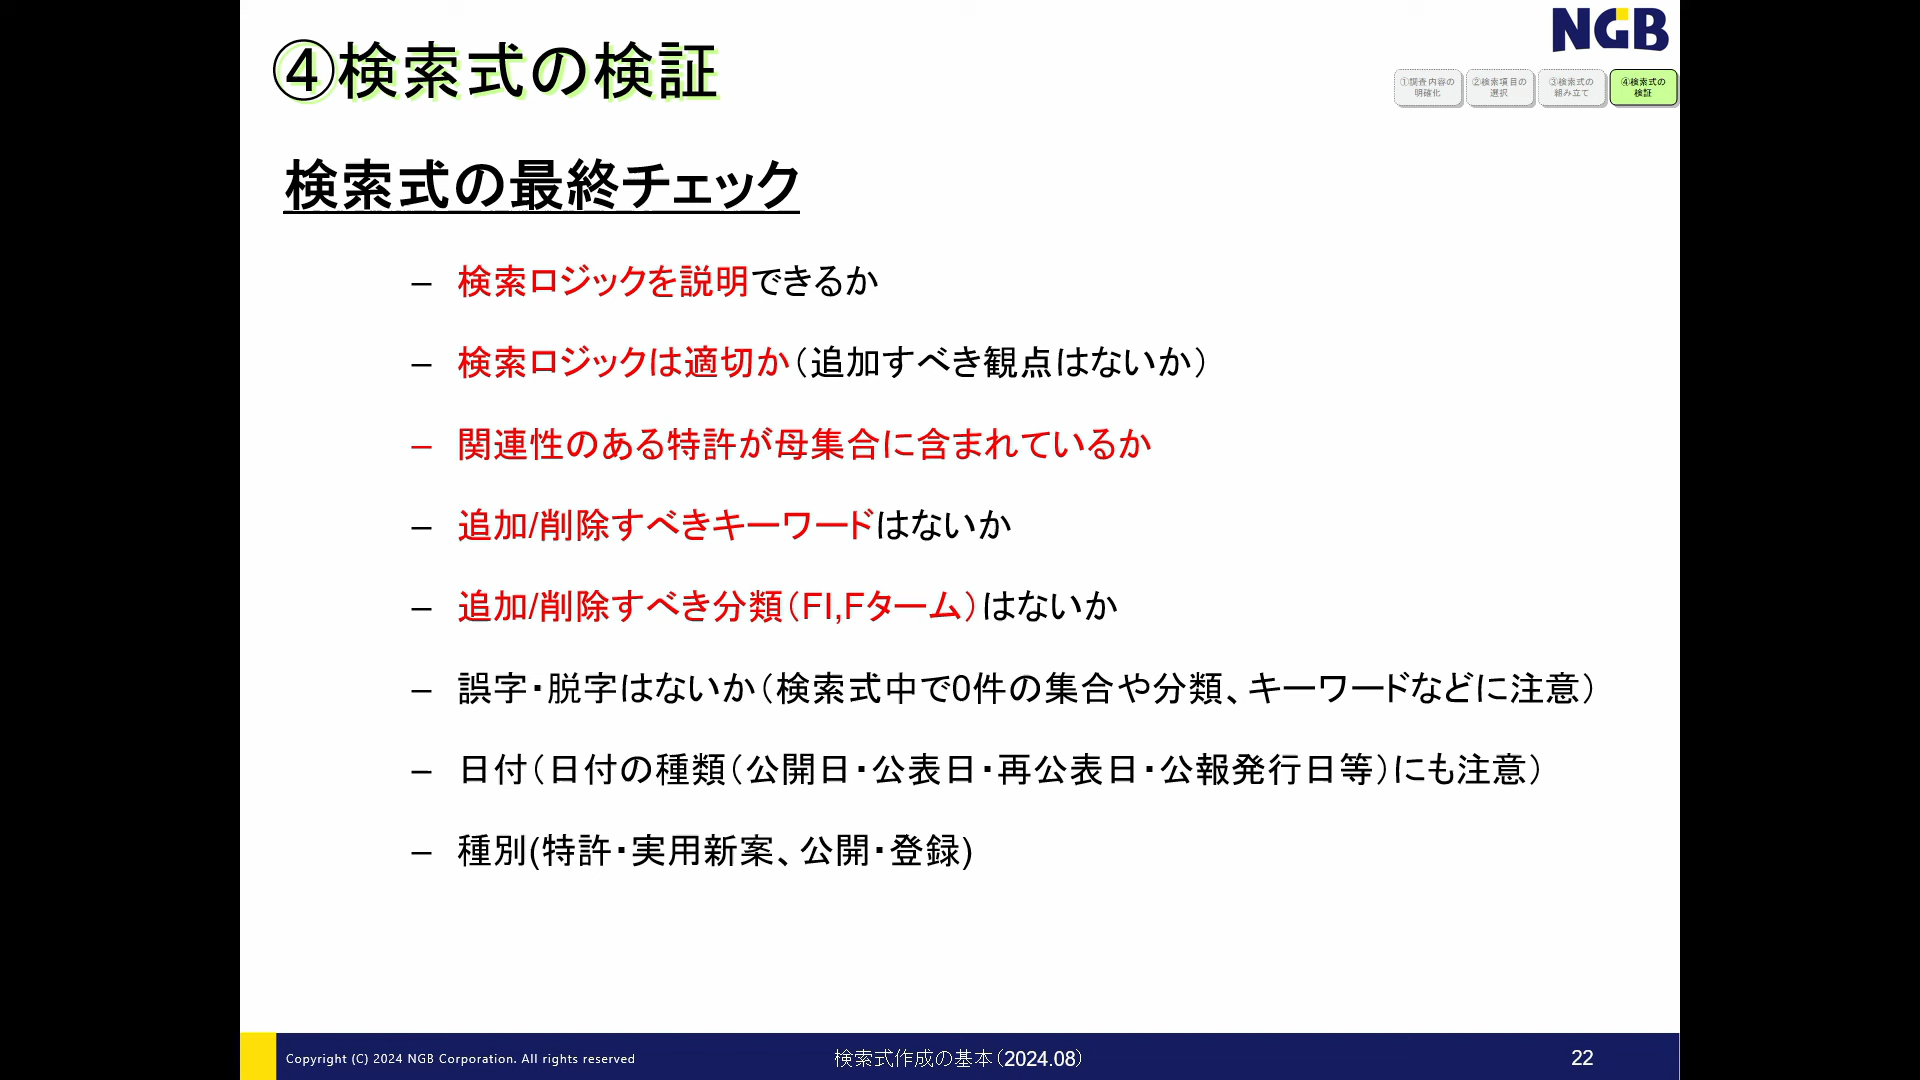 NGB
④検索式の検証
①調査内容の
明確化
②検索項目の
選択
③検索式の
組み立て
④検索式の
検証
検索式の最終チェック
– 検索ロジックを説明できるか
– 検索ロジックは適切か（追加すべき観点はないか）
– 関連性のある特許が母集合に含まれているか
– 追加/削除すべきキーワードはないか
– 追加/削除すべき分類（FI,Fターム）はないか
– 誤字・脱字はないか（検索式中で0件の集合や分類、キーワードなどに注意）
– 日付（日付の種類（公開日・公表日・再公表日・公報発行日等）にも注意）
– 種別(特許・実用新案、公開・登録)
Copyright (C) 2024 NGB Corporation. All rights reserved
検索式作成の基本（2024.08）
22